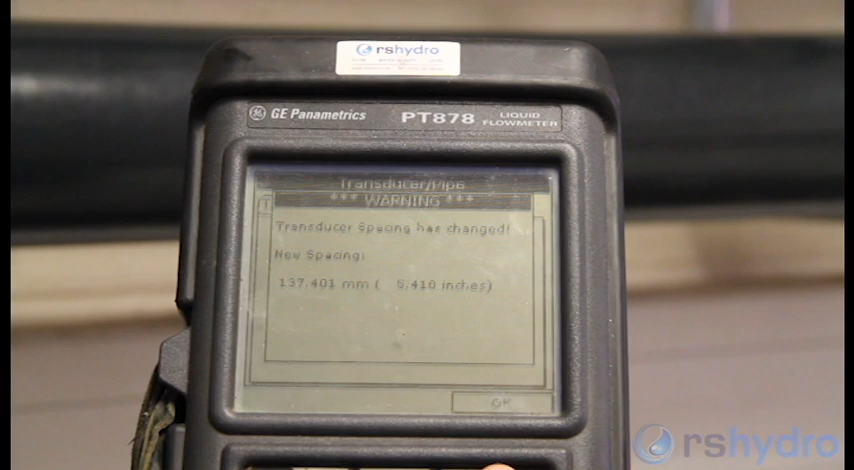 rshydro
GE Panametrics
PT878
LIQUID
FLOWMETER
Transducer/Pipe
*** WARNING ***
T
Transducer Spacing has changed!
New Spacing:
137.401 mm ( 5.410 inches)
OK
rshydro